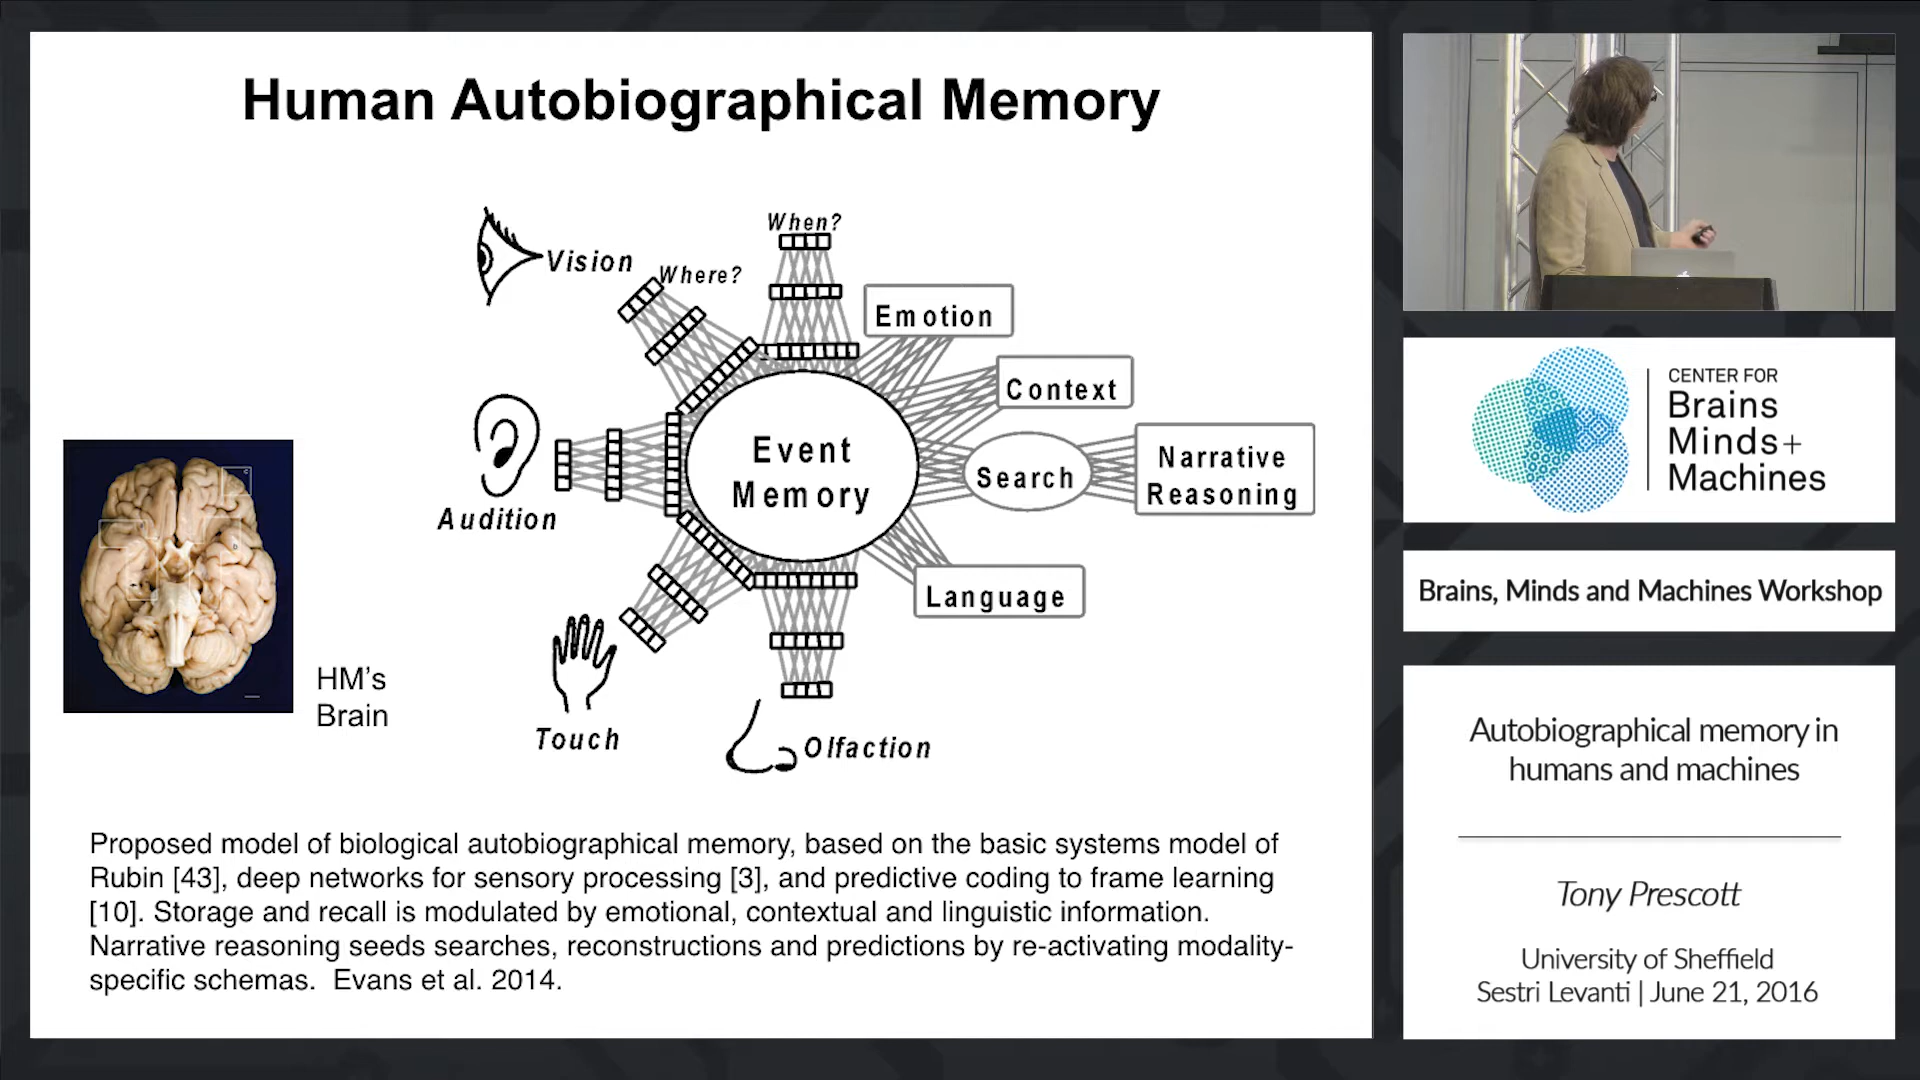 Human Autobiographical Memory
When?
Vision
Where?
Emotion
Context
Event
Memory
Search
Narrative
Reasoning
Audition
Language
Touch
Olfaction
HM’s
Brain
Proposed model of biological autobiographical memory, based on the basic systems model of
Rubin [43], deep networks for sensory processing [3], and predictive coding to frame learning
[10]. Storage and recall is modulated by emotional, contextual and linguistic information.
Narrative reasoning seeds searches, reconstructions and predictions by re-activating modality-
specific schemas.  Evans et al. 2014.
CENTER FOR
Brains
Minds+
Machines
Brains, Minds and Machines Workshop
Autobiographical memory in
humans and machines
Tony Prescott
University of Sheffield
Sestri Levanti | June 21, 2016